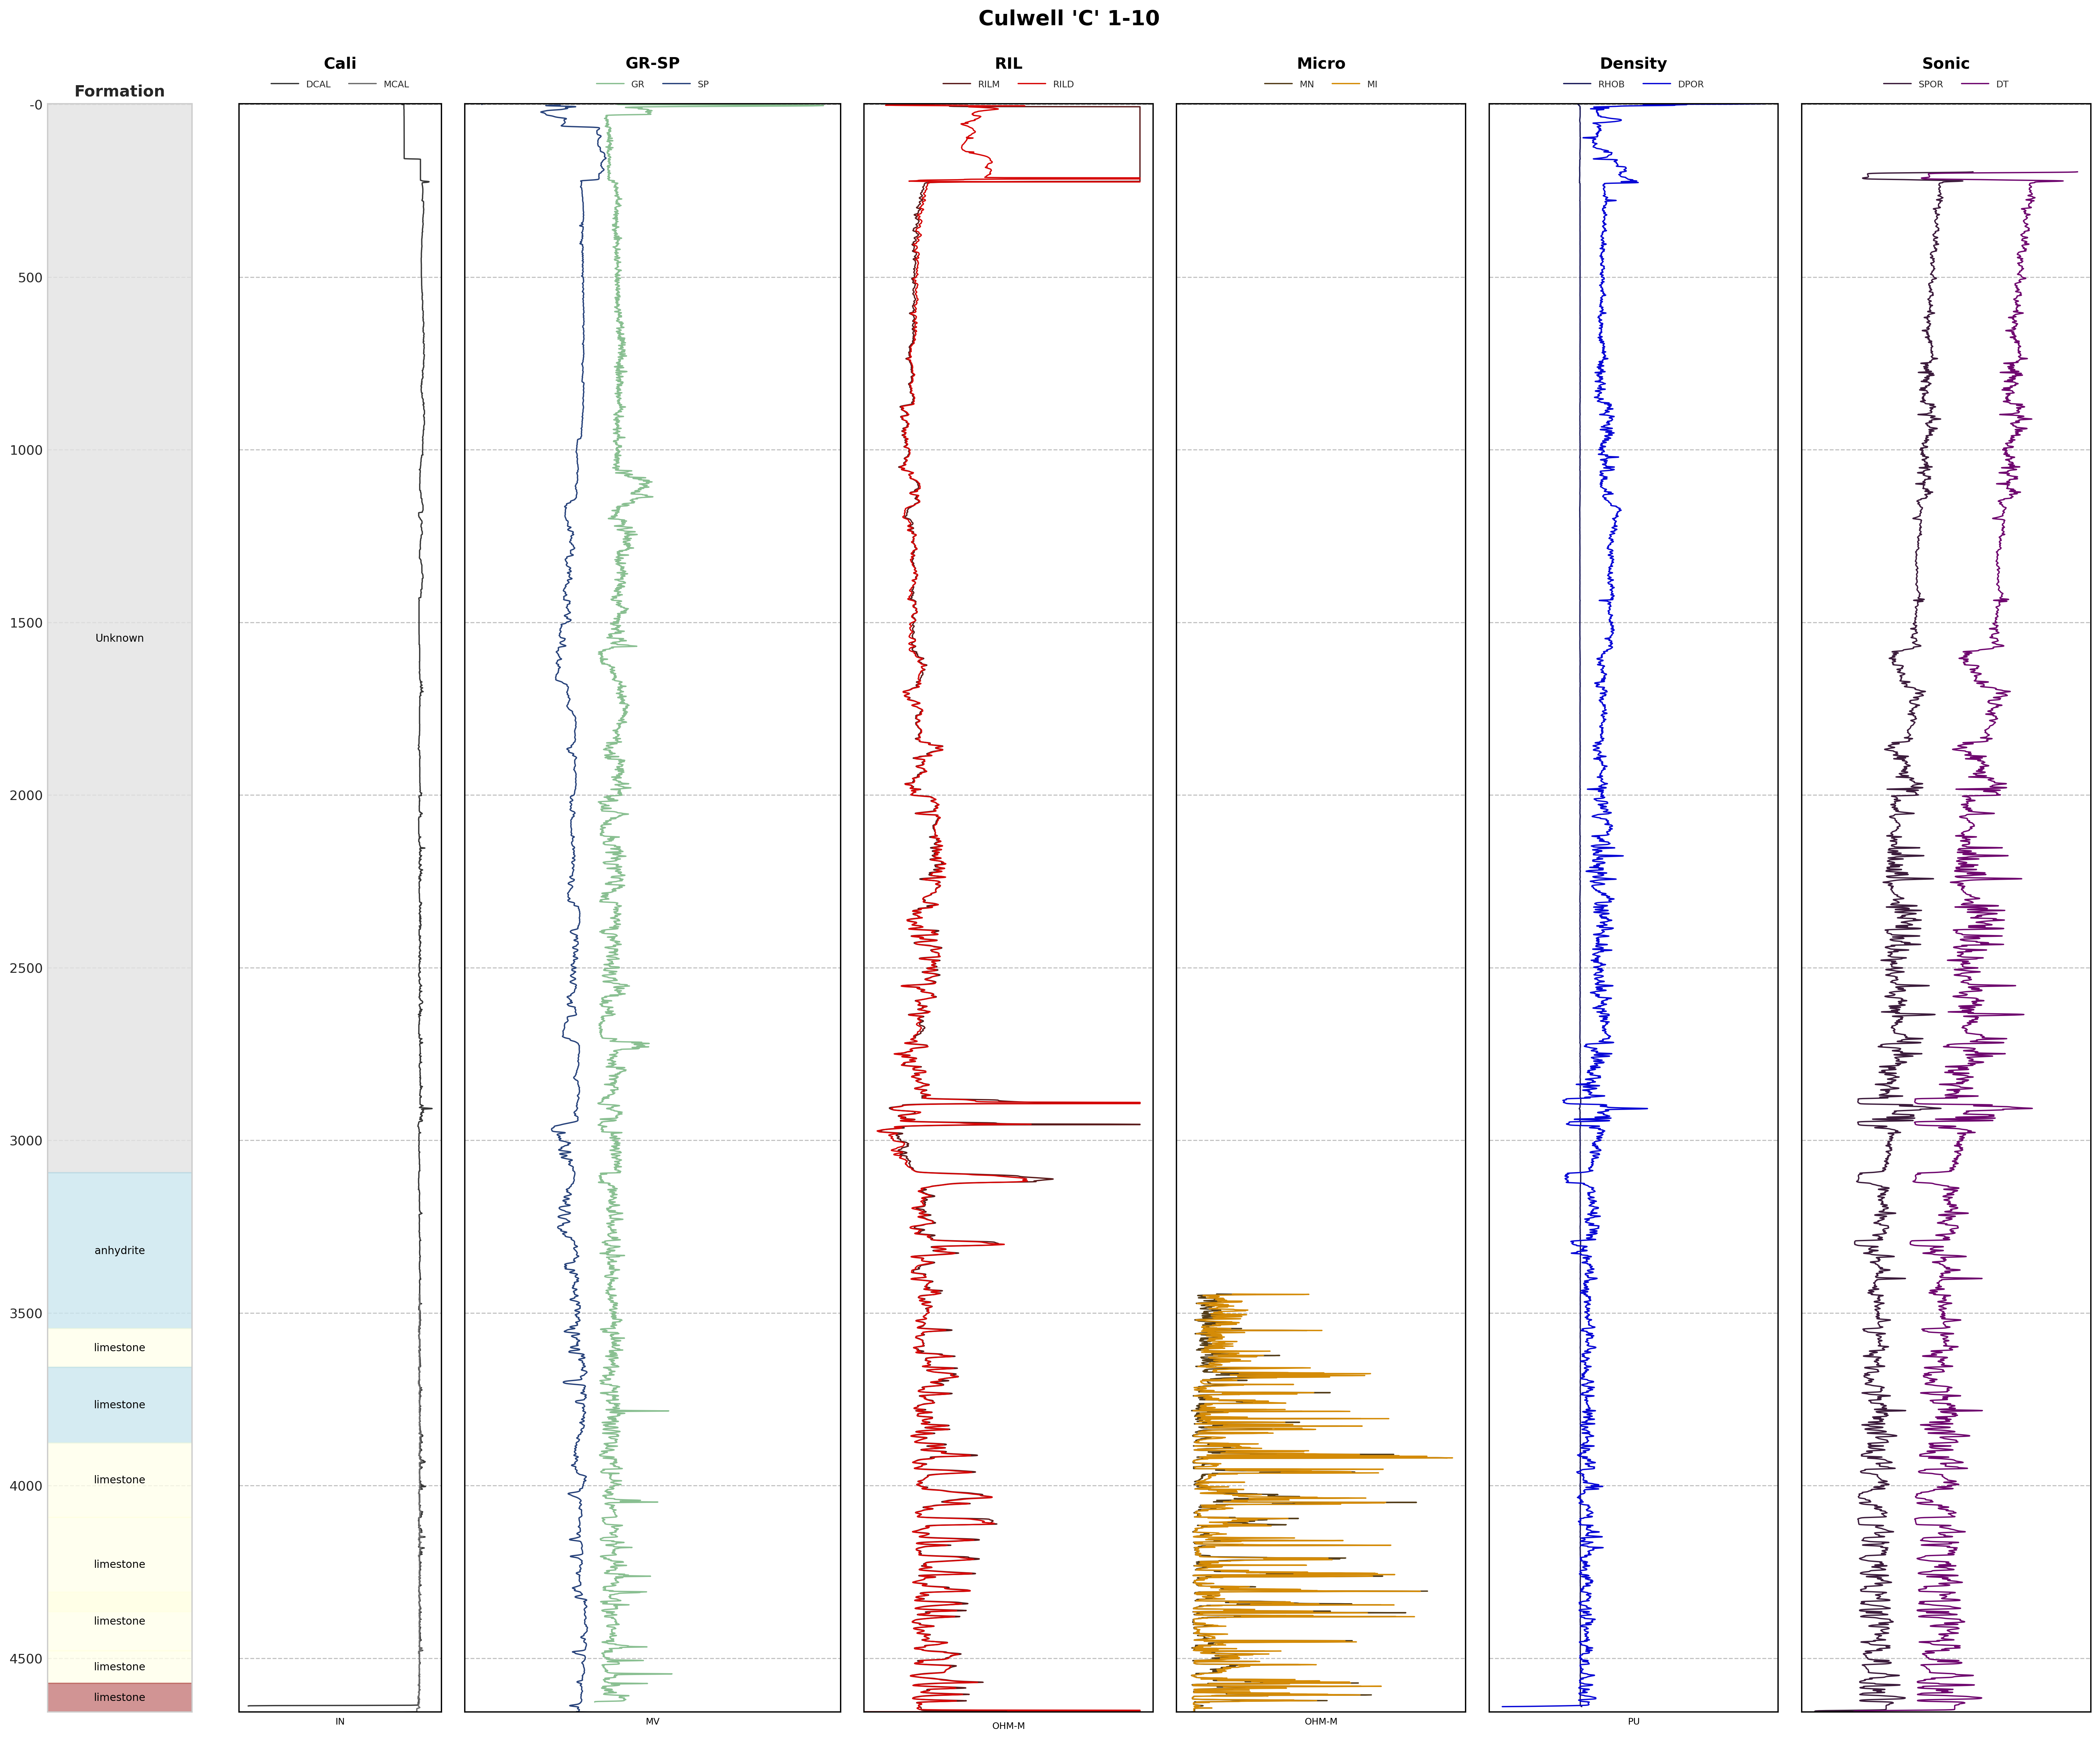 Culwell 'C' 1-10
Formation
Cali
DCAL MCAL
GR-SP
GR SP
RIL
RILM RILD
Micro
MN MI
Density
RHOB DPOR
Sonic
SPOR DT
-0
500
1000
1500
Unknown
2000
2500
3000
anhydrite
3500
limestone
limestone
limestone
4000
limestone
limestone
4500
limestone
limestone
IN
MV
OHM-M
OHM-M
PU